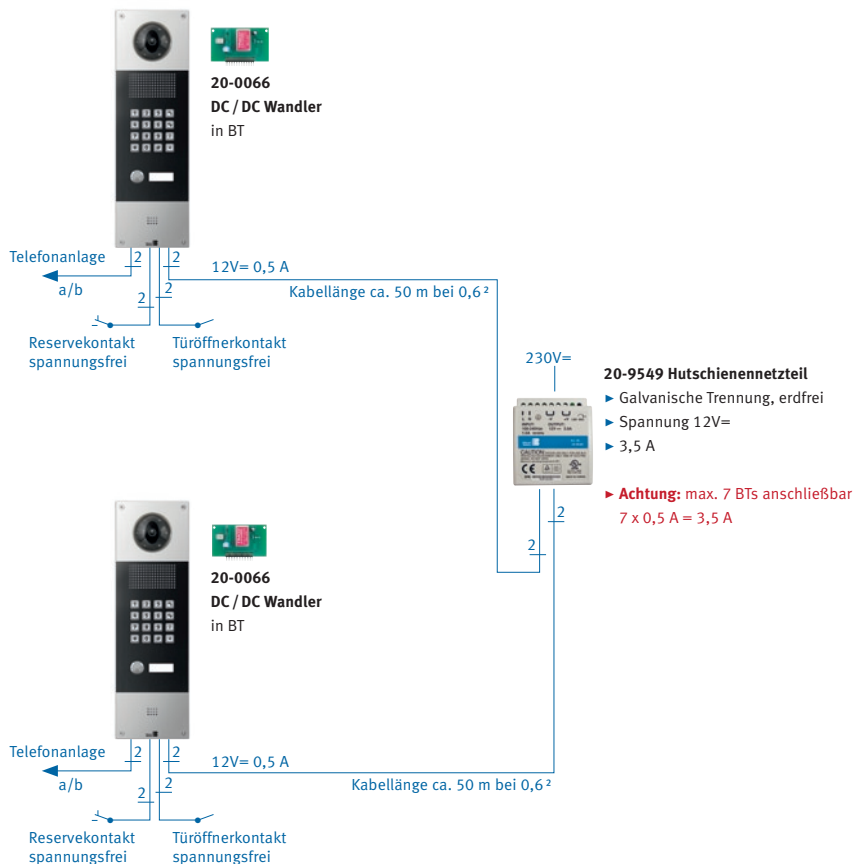 20-0066
DC / DC Wandler
in BT
Telefonanlage
a/b
2
2
2
2
12V= 0,5 A
Kabellänge ca. 50 m bei 0,6²
Reservekontakt
spannungsfrei
Türöffnerkontakt
spannungsfrei
230V=
20-9549 Hutschienennetzteil
► Galvanische Trennung, erdfrei
► Spannung 12V=
► 3,5 A
► Achtung: max. 7 BTs anschließbar
7 x 0,5 A = 3,5 A
CAUTION
2
2
20-0066
DC / DC Wandler
in BT
Telefonanlage
a/b
2
2
2
2
12V= 0,5 A
Kabellänge ca. 50 m bei 0,6²
Reservekontakt
spannungsfrei
Türöffnerkontakt
spannungsfrei